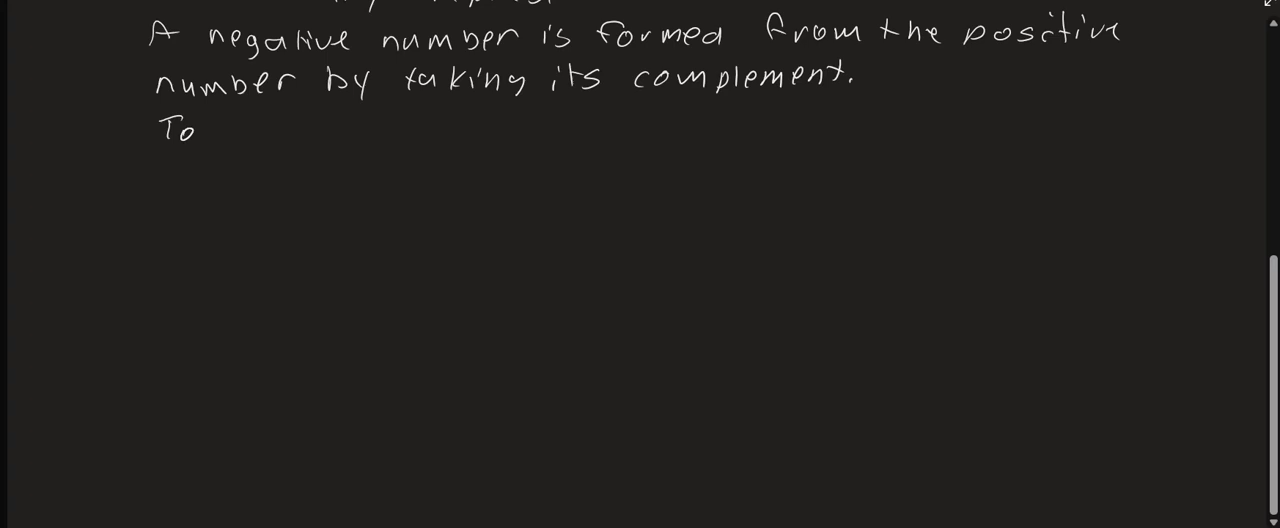 A negative number is formed from the positive
number by taking its complement.
To